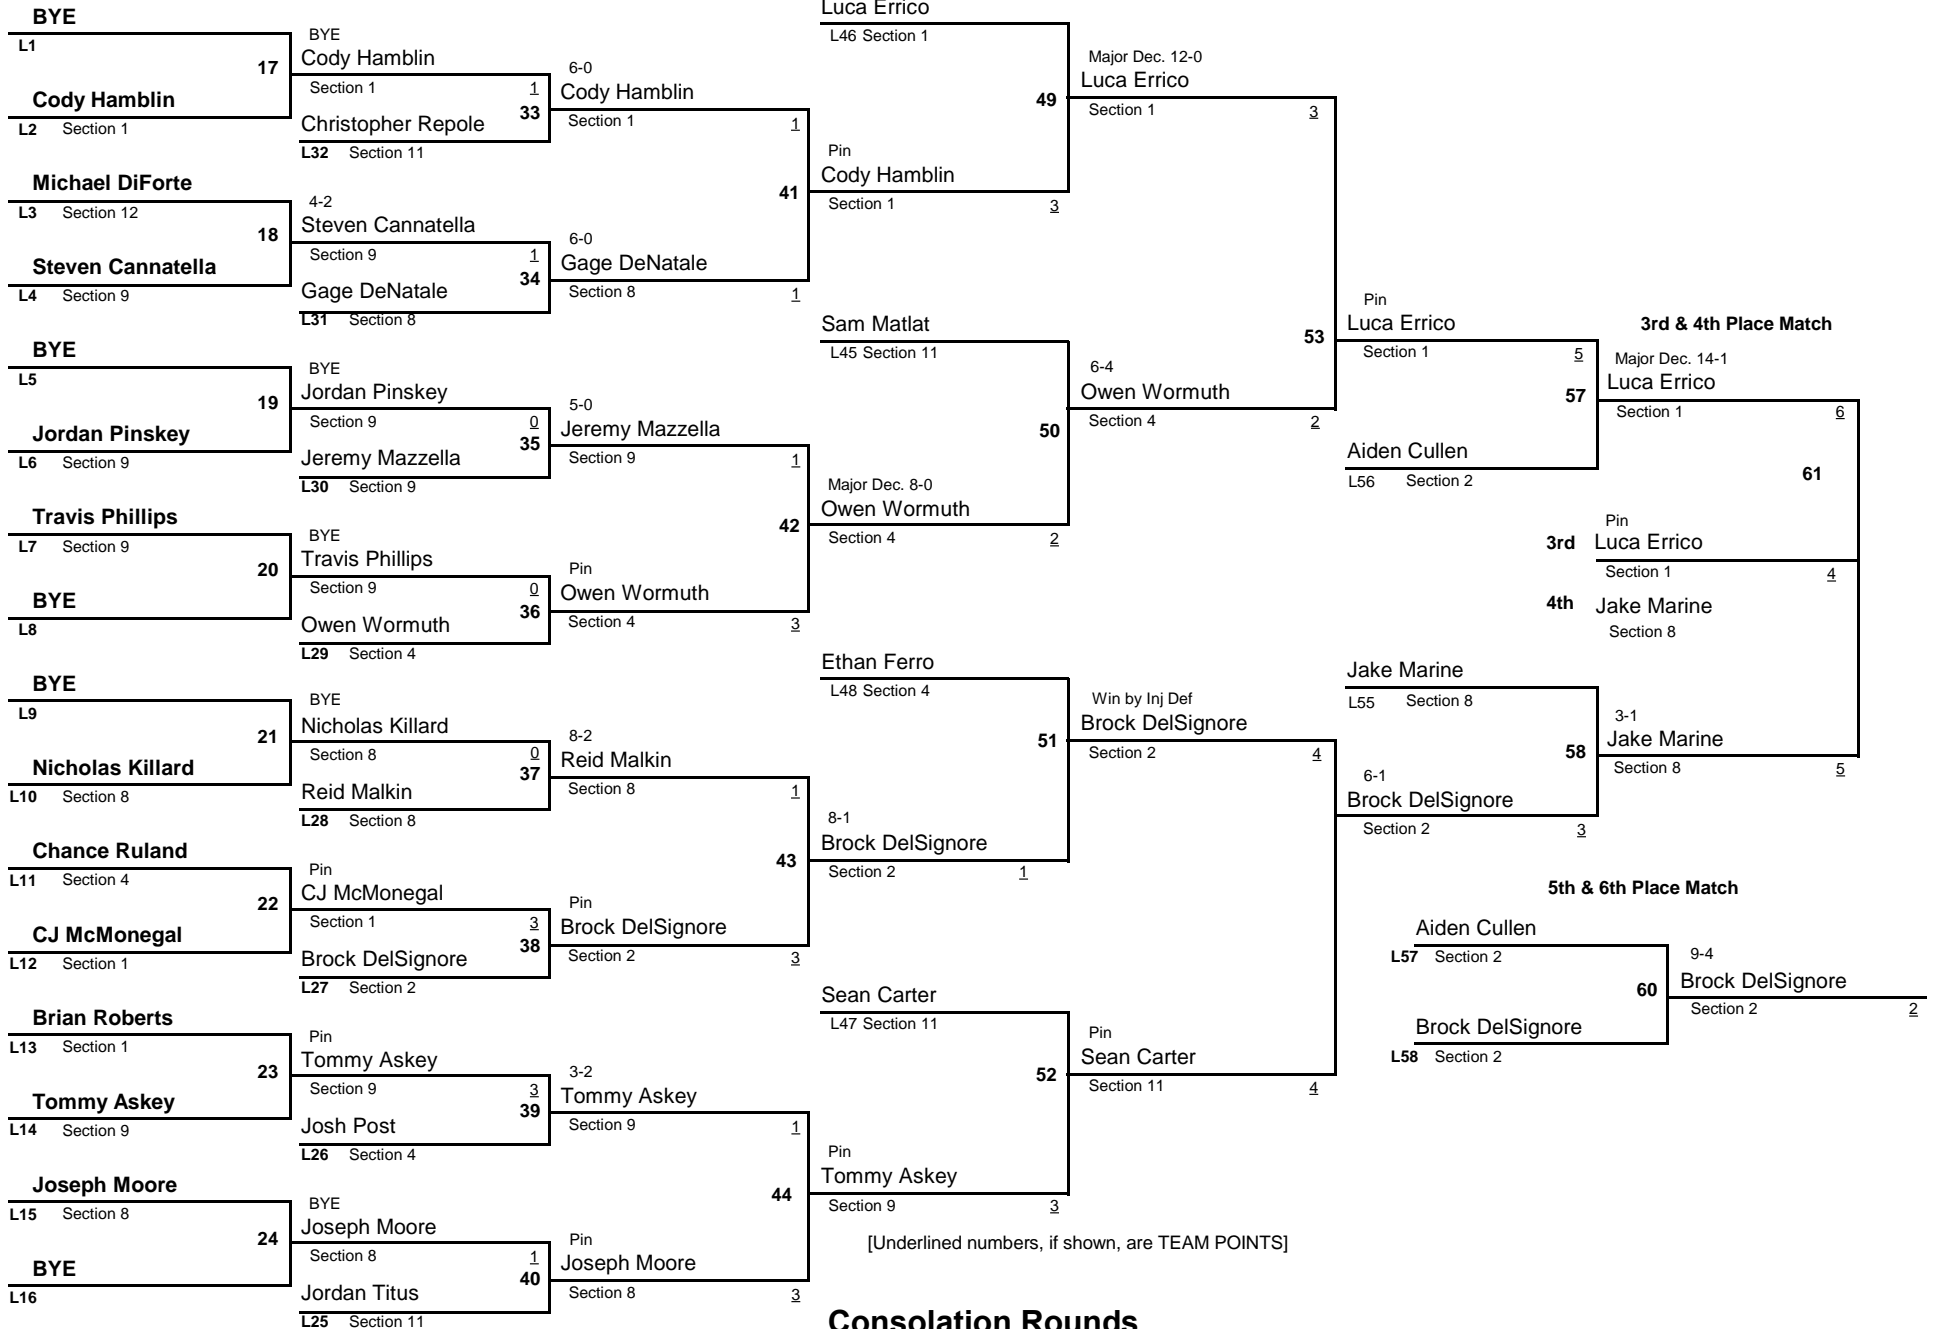 BYE
L1
17
Cody Hamblin
L2 Section 1
Michael DiForte
L3 Section 12
18
Steven Cannatella
L4 Section 9
BYE
L5
19
Jordan Pinskey
L6 Section 9
Travis Phillips
L7 Section 9
20
BYE
L8
BYE
L9
21
Nicholas Killard
L10 Section 8
Chance Ruland
L11 Section 4
22
CJ McMonegal
L12 Section 1
Brian Roberts
L13 Section 1
23
Tommy Askey
L14 Section 9
Joseph Moore
L15 Section 8
24
BYE
L16
BYE
Cody Hamblin
Section 1 1
33
Christopher Repole
L32 Section 11
4-2
Steven Cannatella
Section 9 1
34
Gage DeNatale
L31 Section 8
BYE
Jordan Pinskey
Section 9 0
35
Jeremy Mazzella
L30 Section 9
BYE
Travis Phillips
Section 9 0
36
Owen Wormuth
L29 Section 4
BYE
Nicholas Killard
Section 8 0
37
Reid Malkin
L28 Section 8
Pin
CJ McMonegal
Section 1 3
38
Brock DelSignore
L27 Section 2
Pin
Tommy Askey
Section 9 3
39
Josh Post
L26 Section 4
BYE
Joseph Moore
Section 8 1
40
Jordan Titus
L25 Section 11
6-0
Cody Hamblin
Section 1 1
41
6-0
Gage DeNatale
Section 8 1
5-0
Jeremy Mazzella
Section 9 1
42
Pin
Owen Wormuth
Section 4 3
8-2
Reid Malkin
Section 8 1
43
Pin
Brock DelSignore
Section 2 3
3-2
Tommy Askey
Section 9 1
44
Pin
Joseph Moore
Section 8 3
Luca Errico
L46 Section 1
49
Pin
Cody Hamblin
Section 1 3
Sam Matlat
L45 Section 11
50
Major Dec. 8-0
Owen Wormuth
Section 4 2
Ethan Ferro
L48 Section 4
51
8-1
Brock DelSignore
Section 2 1
Sean Carter
L47 Section 11
52
Pin
Tommy Askey
Section 9 3
Major Dec. 12-0
Luca Errico
Section 1 3
53
6-4
Owen Wormuth
Section 4 2
Win by Inj Def
Brock DelSignore
Section 2 4
Pin
Sean Carter
Section 11 4
Pin
Luca Errico
Section 1 5
57
Aiden Cullen
L56 Section 2
Jake Marine
L55 Section 8
58
6-1
Brock DelSignore
Section 2 3
3rd & 4th Place Match
Major Dec. 14-1
Luca Errico
Section 1 6
61
Pin
3rd Luca Errico
Section 1 4
4th Jake Marine
Section 8
3-1
Jake Marine
Section 8 5
5th & 6th Place Match
Aiden Cullen
L57 Section 2
60
Brock DelSignore
L58 Section 2
9-4
Brock DelSignore
Section 2 2
[Underlined numbers, if shown, are TEAM POINTS]
Consolation Rounds